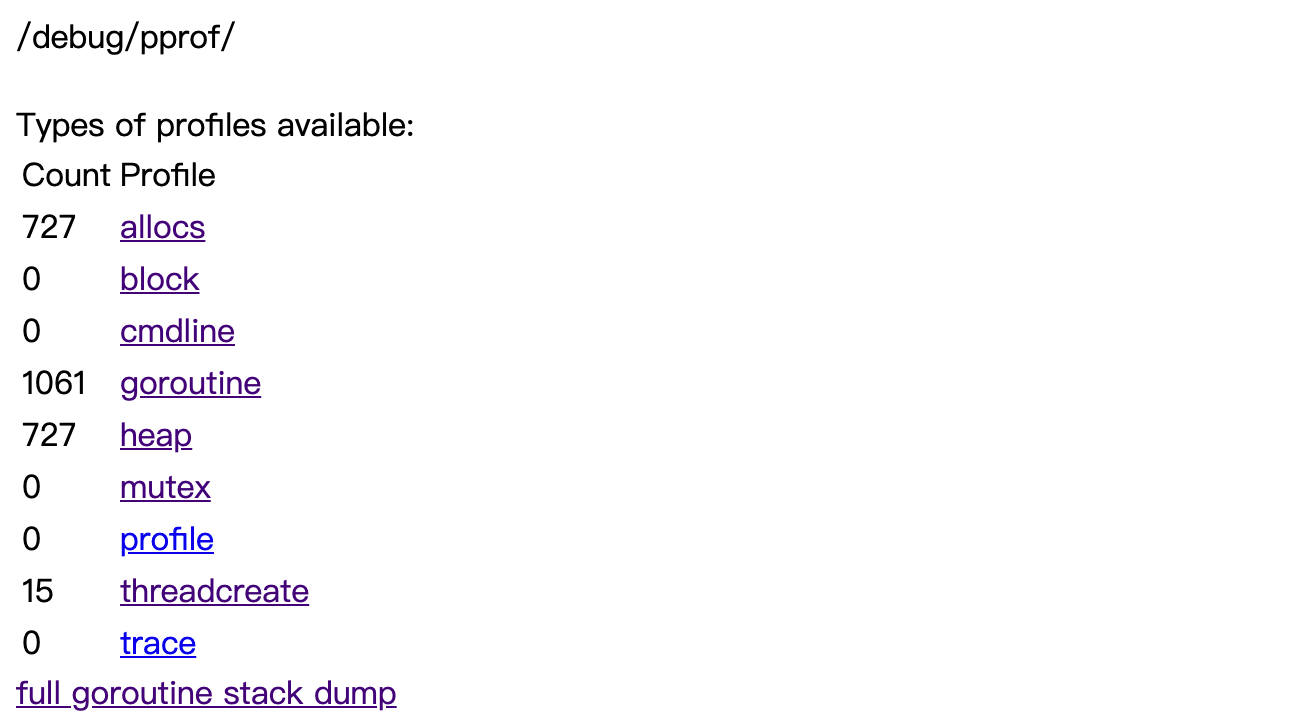 /debug/pprof/
Types of profiles available:
Count Profile
727 allocs
0 block
0 cmdline
1061 goroutine
727 heap
0 mutex
0 profile
15 threadcreate
0 trace
full goroutine stack dump